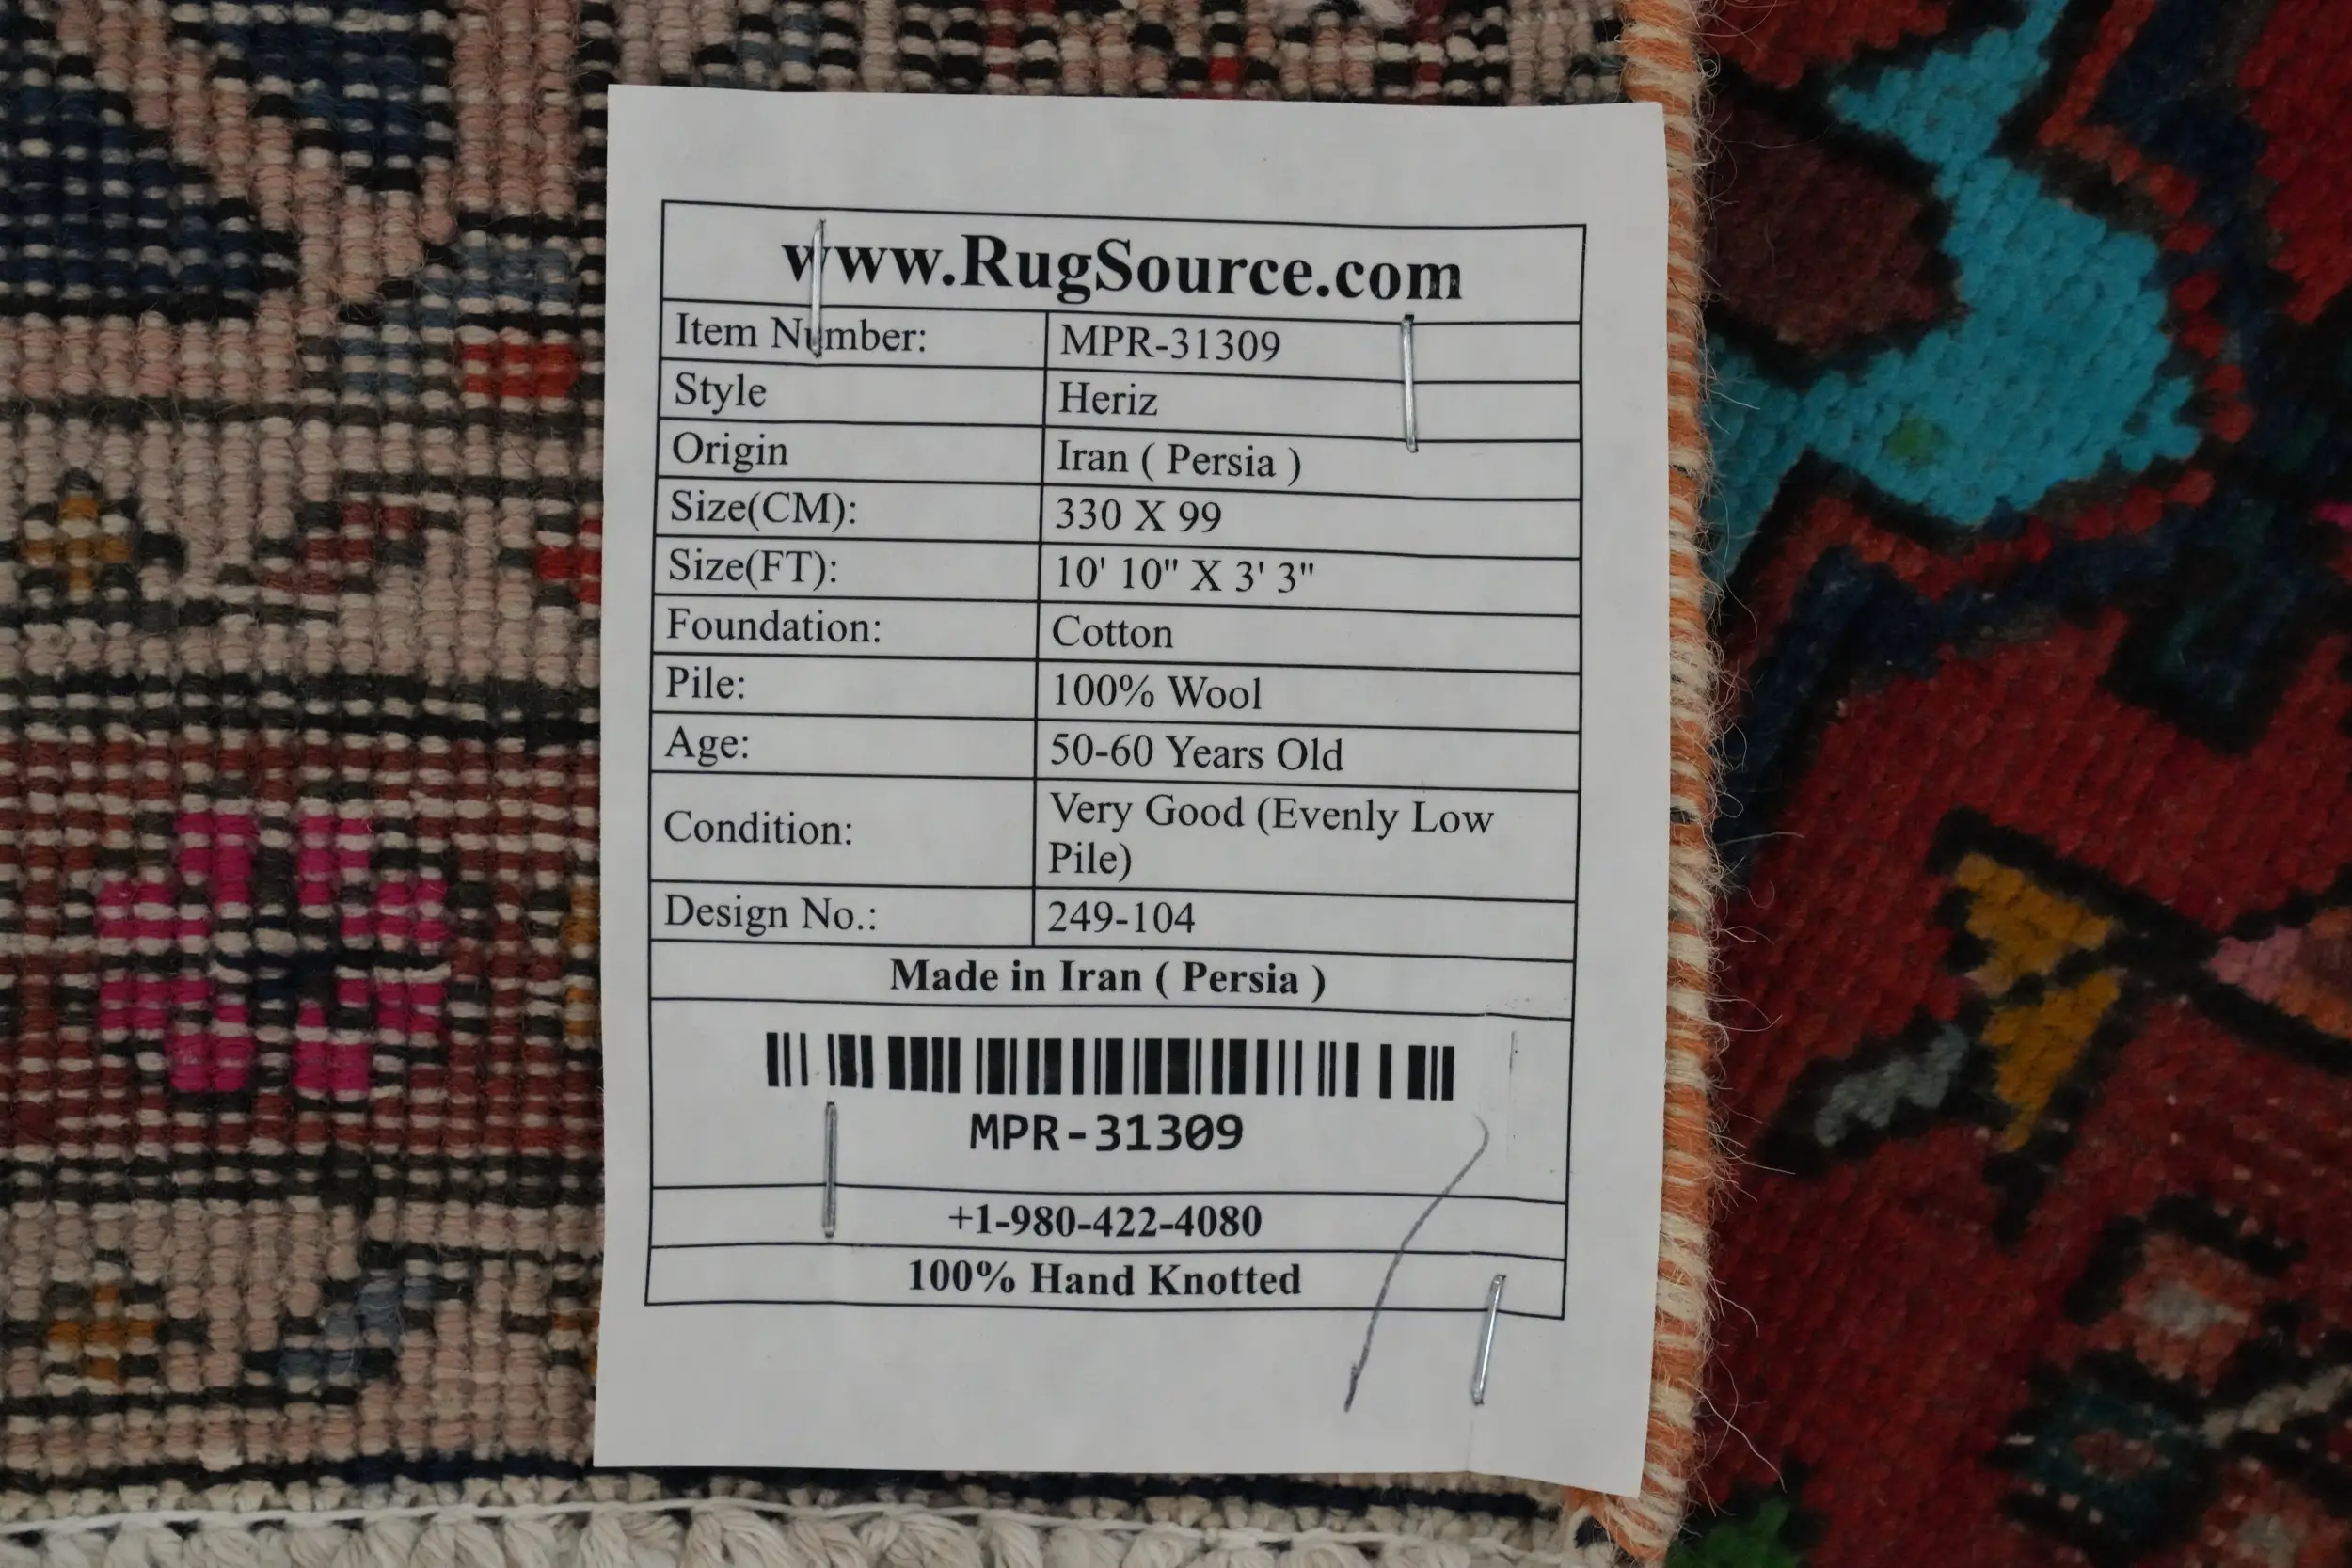 www.RugSource.com
Item Number: MPR-31309
Style Heriz
Origin Iran ( Persia )
Size(CM): 330 X 99
Size(FT): 10' 10" X 3' 3"
Foundation: Cotton
Pile: 100% Wool
Age: 50-60 Years Old
Condition: Very Good (Evenly Low
Pile)
Design No.: 249-104
Made in Iran ( Persia )
MPR-31309
+1-980-422-4080
100% Hand Knotted